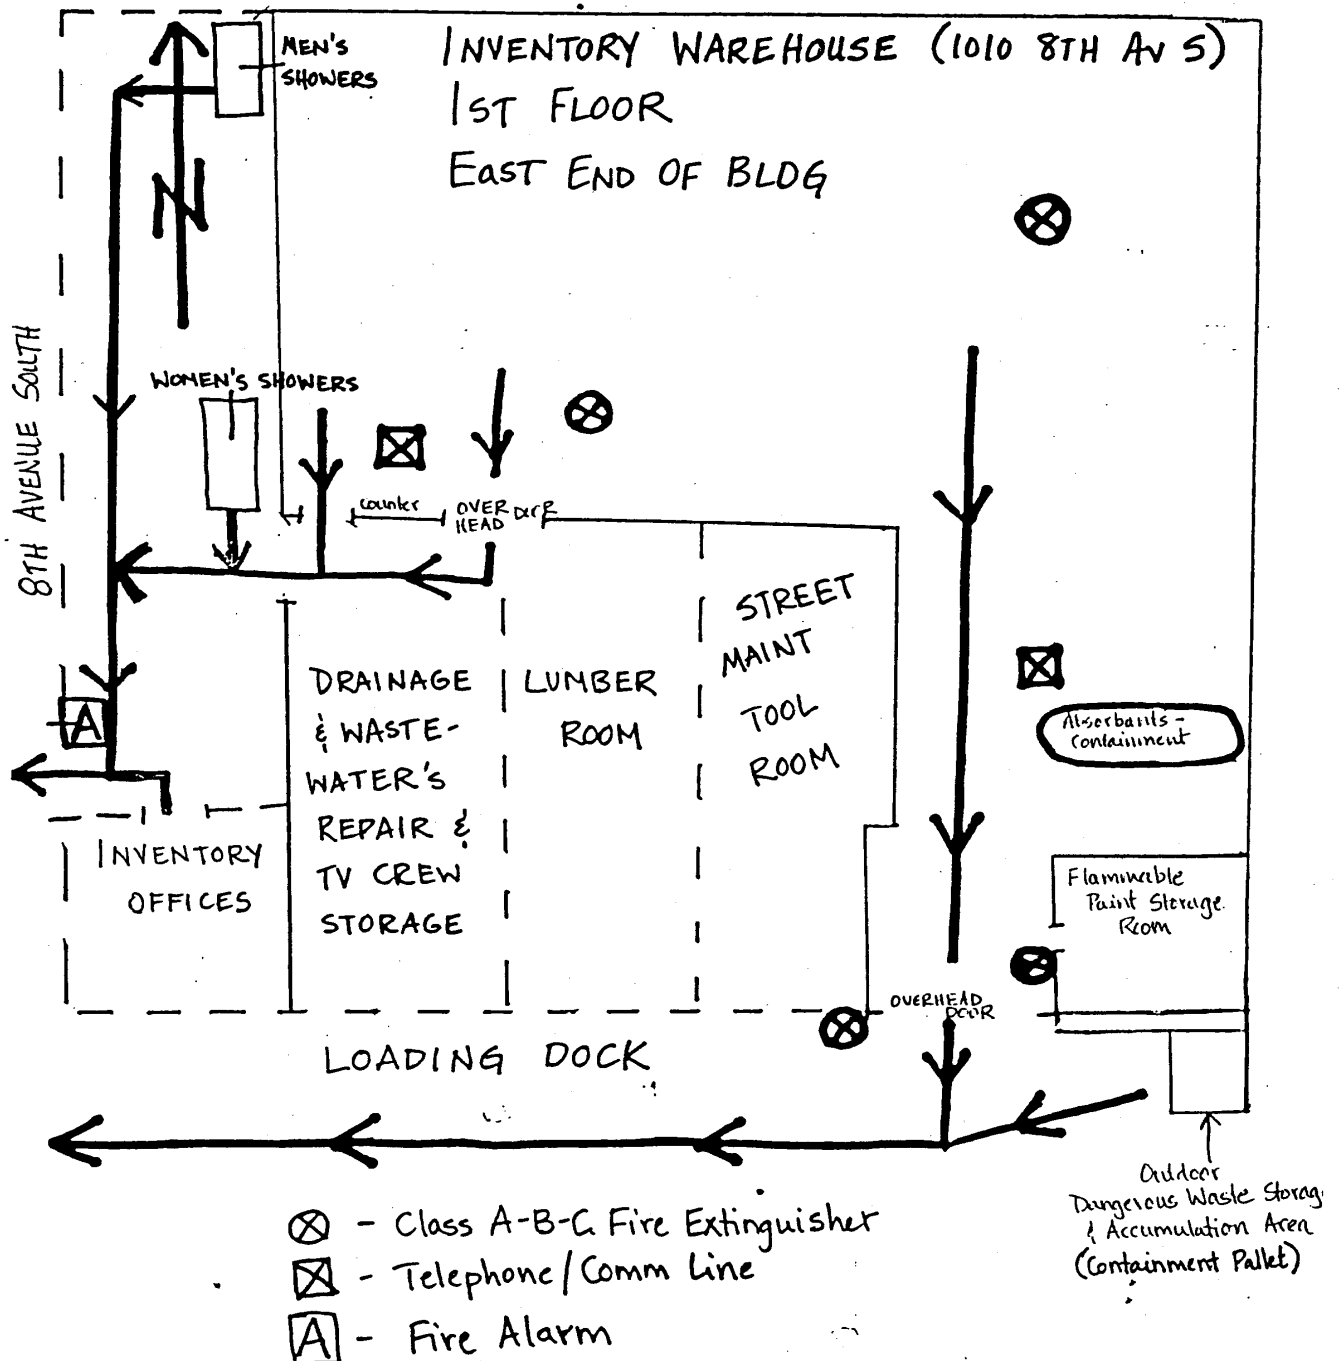 MEN'S
SHOWERS
INVENTORY WAREHOUSE (1010 8TH AV S)
1ST FLOOR
EAST END OF BLDG
N
8TH AVENUE SOUTH
WOMEN'S SHOWERS
counter
OVER DOOR
HEAD
STREET
MAINT
TOOL
ROOM
DRAINAGE
& WASTE-
WATER'S
REPAIR &
TV CREW
STORAGE
LUMBER
ROOM
A
Absorbants -
Containment
INVENTORY
OFFICES
Flammable
Paint Storage
Room
OVERHEAD
DOOR
LOADING DOCK
Outdoor
Dangerous Waste Storag
& Accumulation Area
(Containment Pallet)
- Class A-B-C Fire Extinguisher
- Telephone/Comm Line
A - Fire Alarm